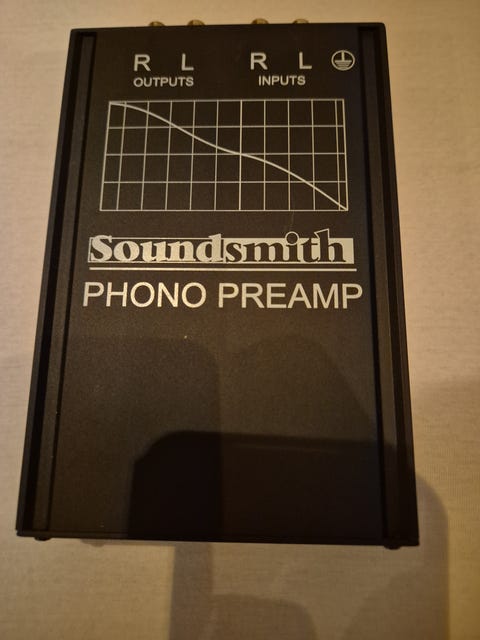 R L R L
OUTPUTS INPUTS
Soundsmith
PHONO PREAMP